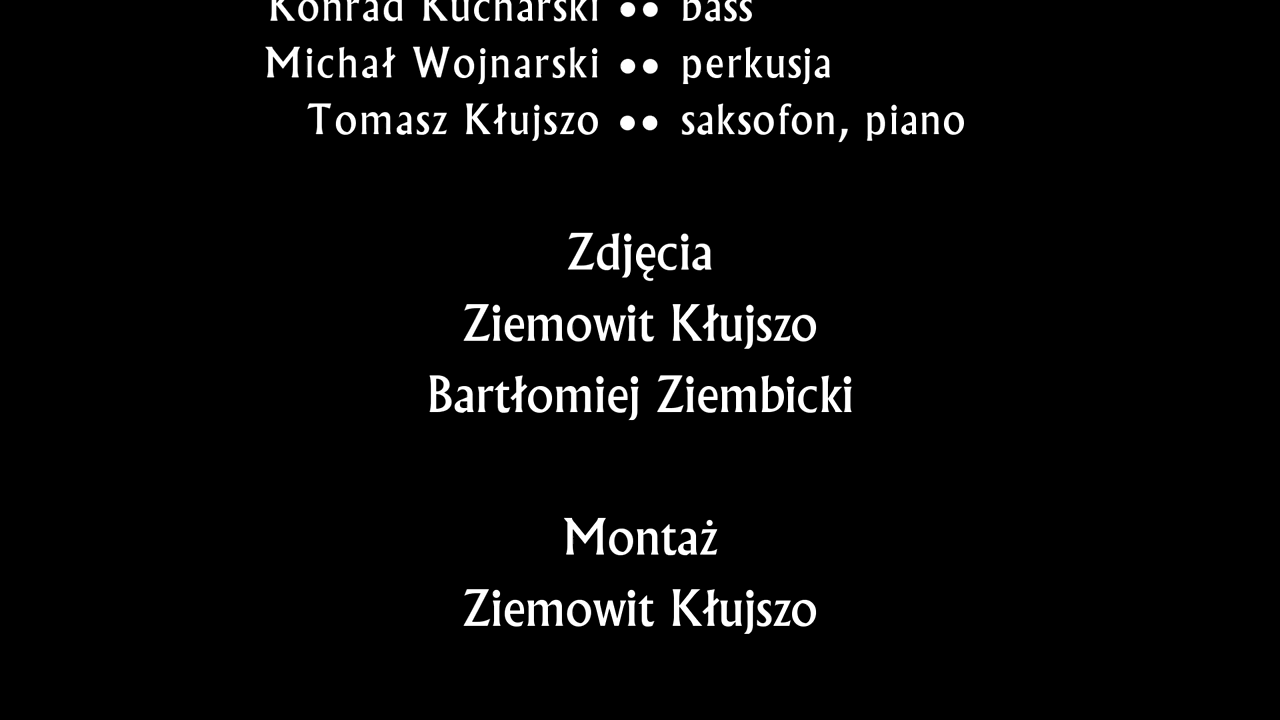 Konrad Kucharski •• bass
Michał Wojnarski •• perkusja
Tomasz Kłujszo •• saksofon, piano
Zdjęcia
Ziemowit Kłujszo
Bartłomiej Ziembicki
Montaż
Ziemowit Kłujszo